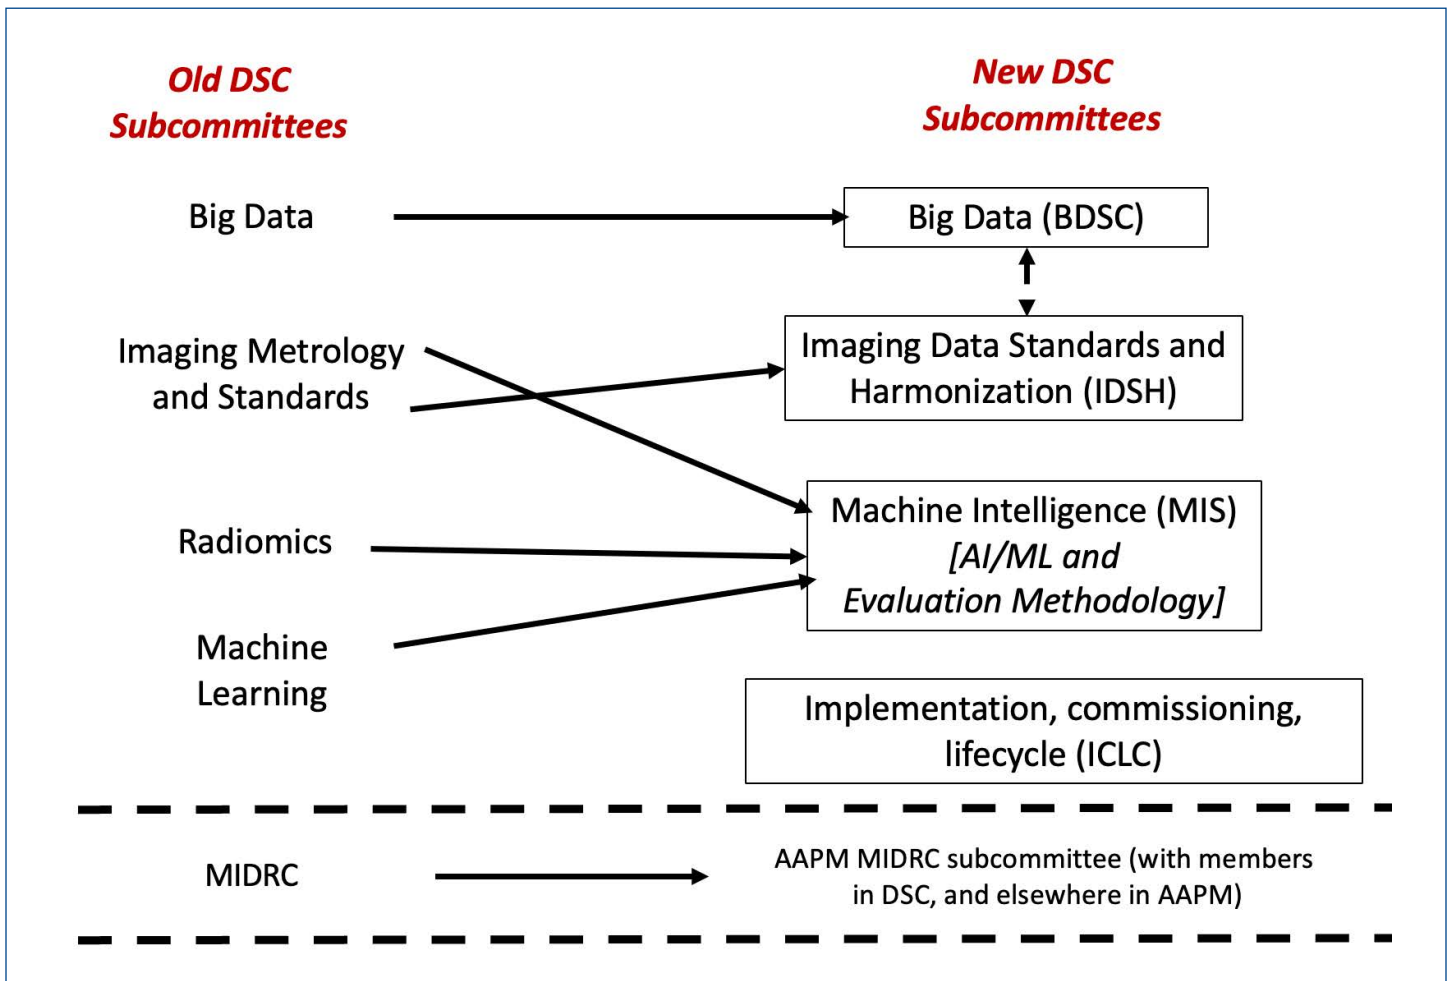 Old DSC
Subcommittees
New DSC
Subcommittees
Big Data
Big Data (BDSC)
Imaging Metrology
and Standards
Imaging Data Standards and
Harmonization (IDSH)
Radiomics
Machine Intelligence (MIS)
[AI/ML and
Evaluation Methodology]
Machine
Learning
Implementation, commissioning,
lifecycle (ICLC)
MIDRC
AAPM MIDRC subcommittee (with members
in DSC, and elsewhere in AAPM)